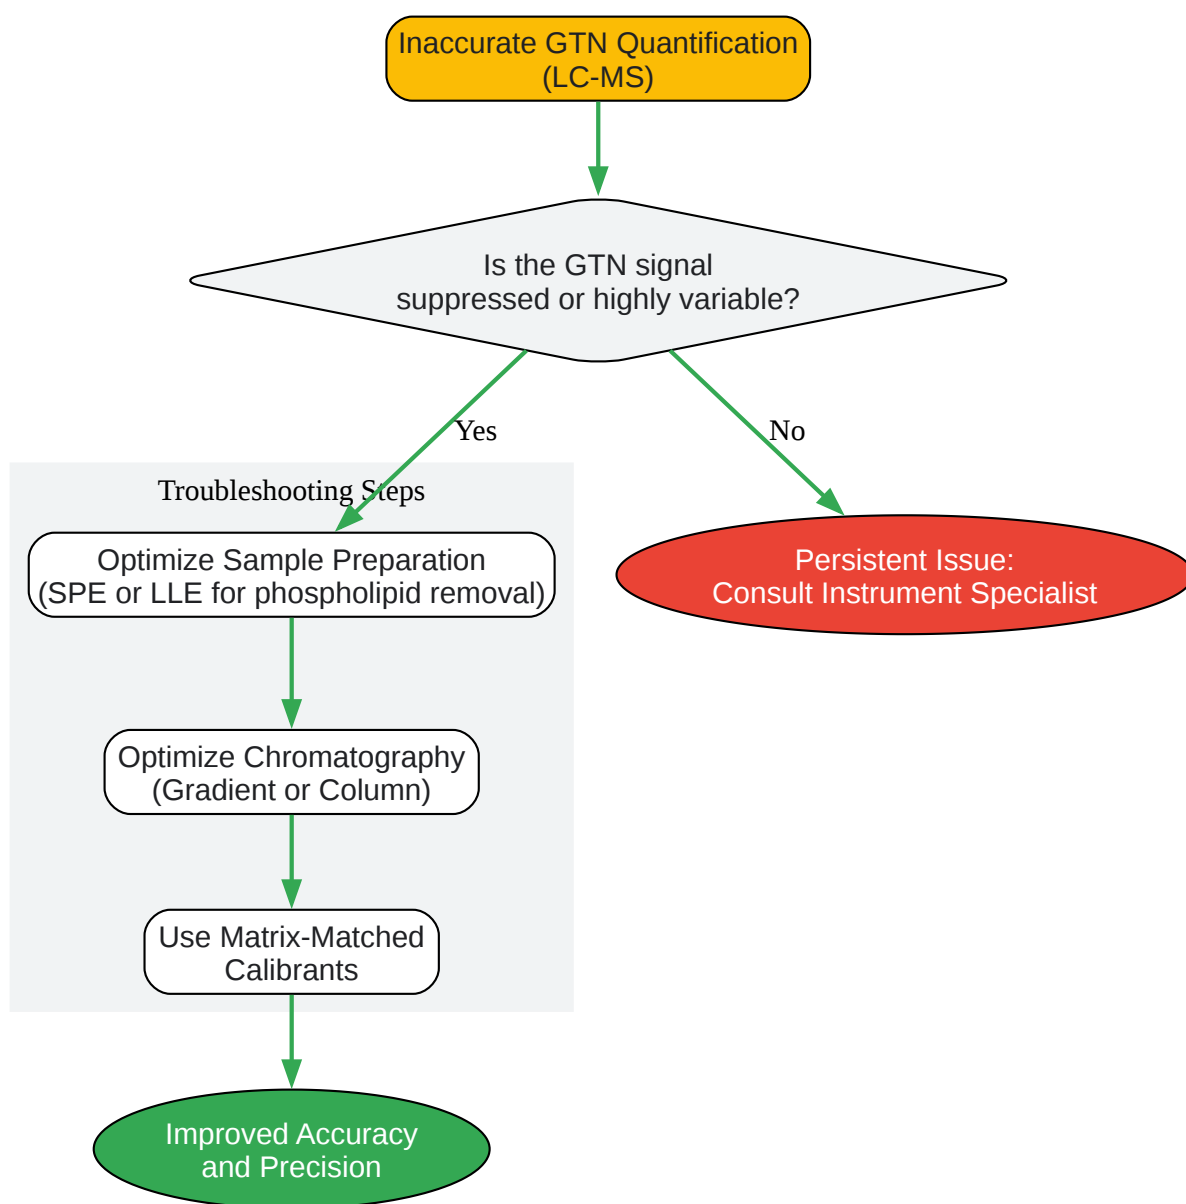 Inaccurate GTN Quantification
(LC-MS)
Is the GTN signal
suppressed or highly variable?
Yes
No
Troubleshooting Steps
Optimize Sample Preparation
(SPE or LLE for phospholipid removal)
Persistent Issue:
Consult Instrument Specialist
Optimize Chromatography
(Gradient or Column)
Use Matrix-Matched
Calibrants
Improved Accuracy
and Precision